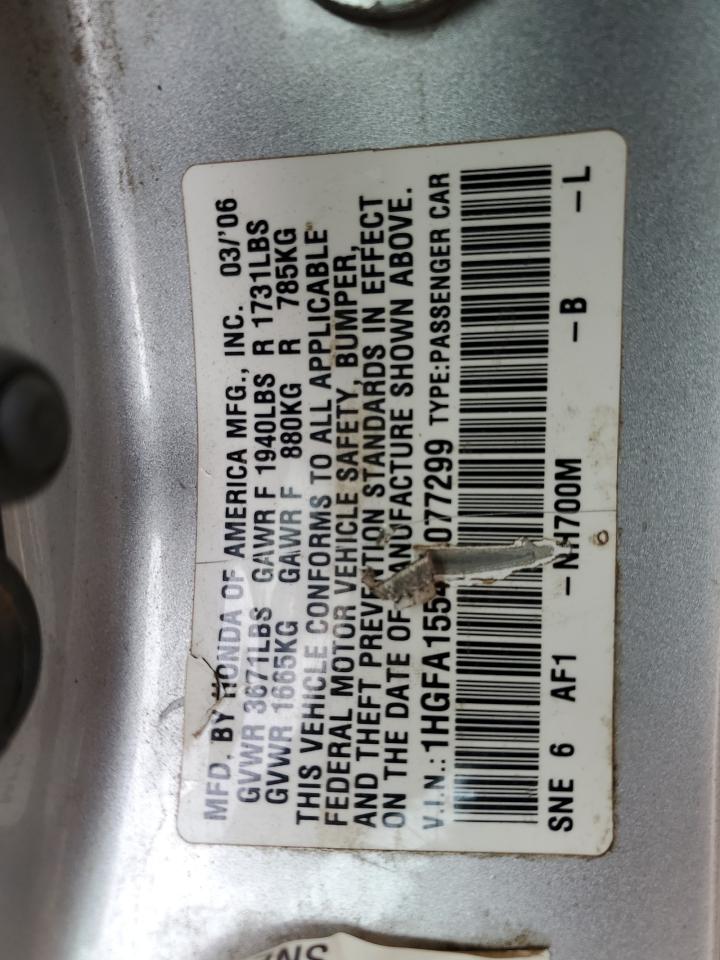 MFD. BY HONDA OF AMERICA MFG., INC. 03/'06
GVWR 3671LBS GAWR F 1940LBS R 1731LBS
GVWR 1665KG GAWR F 880KG R 785KG
THIS VEHICLE CONFORMS TO ALL APPLICABLE
FEDERAL MOTOR VEHICLE SAFETY, BUMPER,
AND THEFT PREVENTION STANDARDS IN EFFECT
ON THE DATE OF MANUFACTURE SHOWN ABOVE.
V.I.N.: 1HGFA1554 077299 TYPE:PASSENGER CAR
SNE 6 AF1 –NH700M –B –L